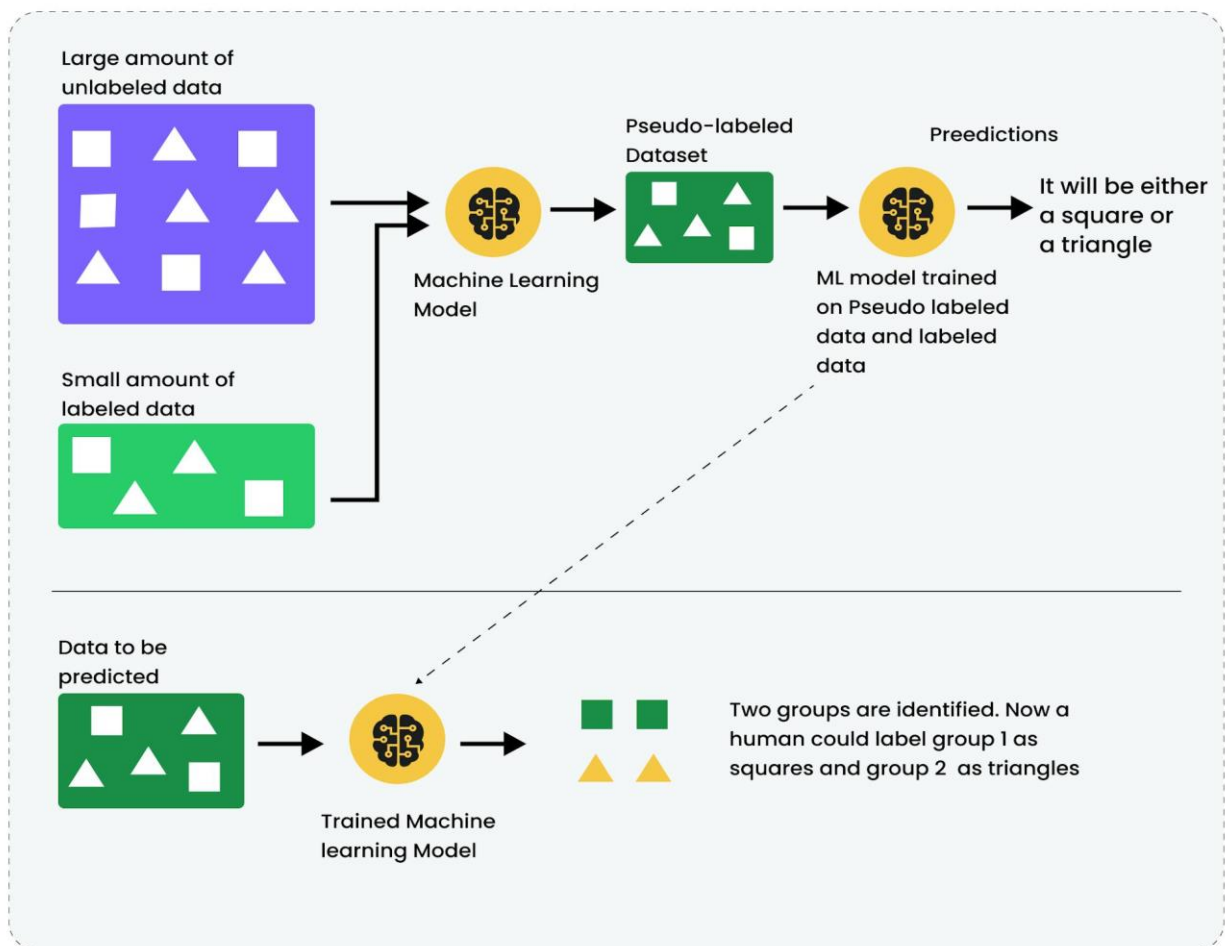 Large amount of
unlabeled data
Pseudo-labeled
Dataset
Preedictions
It will be either
a square or
a triangle
Machine Learning
Model
ML model trained
on Pseudo labeled
data and labeled
data
Small amount of
labeled data
Data to be
predicted
Two groups are identified. Now a
human could label group 1 as
squares and group 2 as triangles
Trained Machine
learning Model